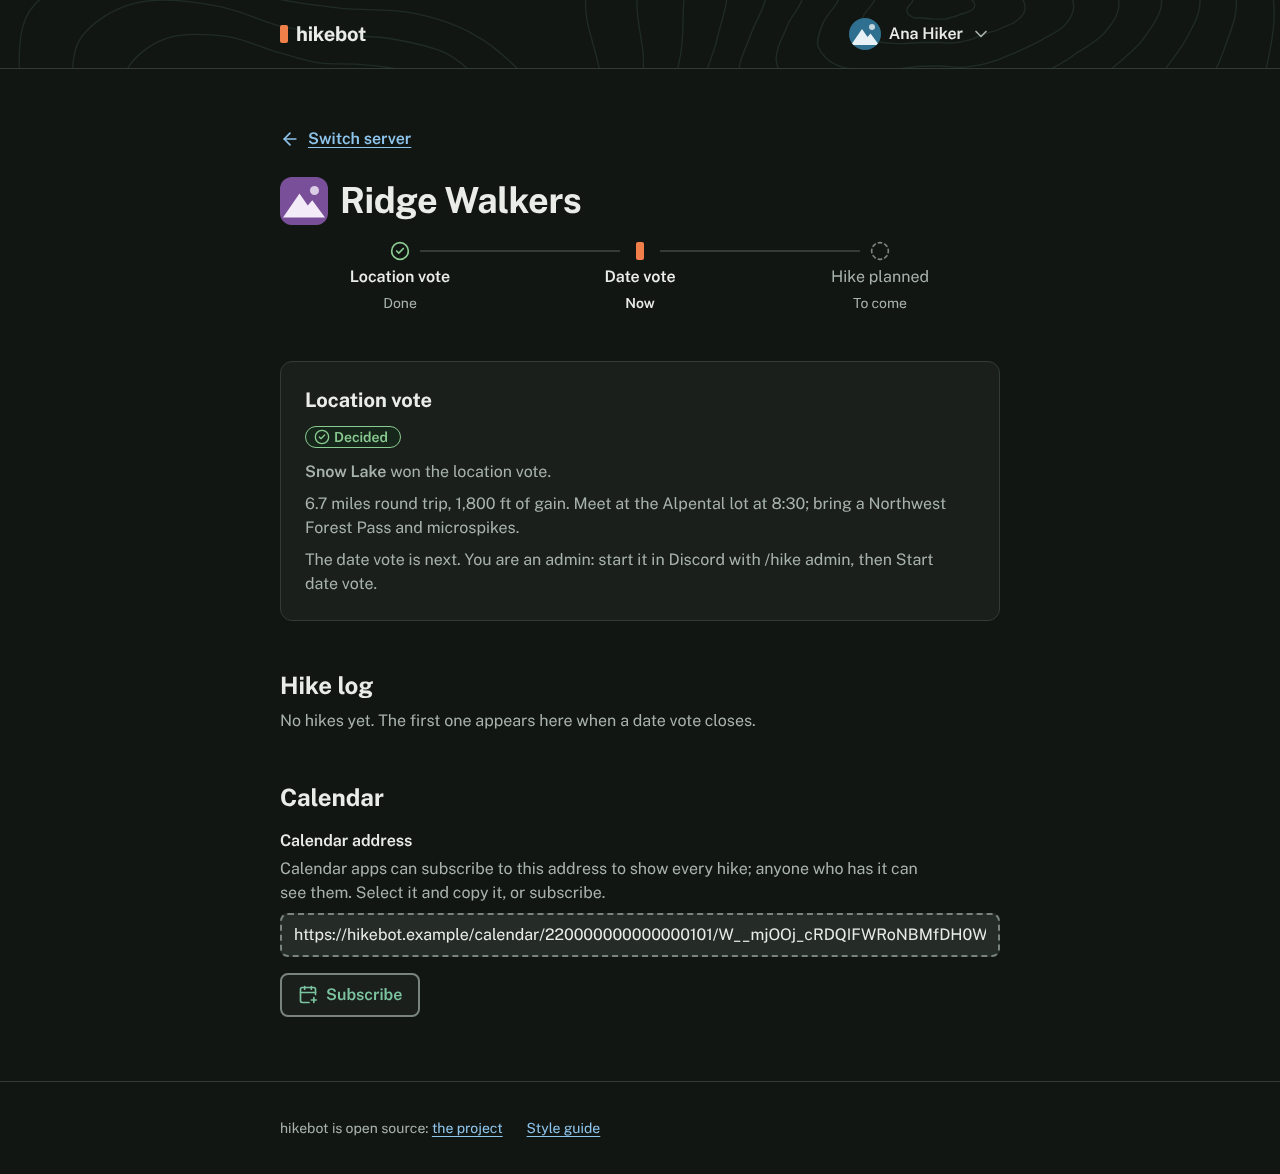 hikebot
Ana Hiker
Switch server
Ridge Walkers
Location vote
Done
Date vote
Now
Hike planned
To come
Location vote
Decided
Snow Lake won the location vote.
6.7 miles round trip, 1,800 ft of gain. Meet at the Alpental lot at 8:30; bring a Northwest
Forest Pass and microspikes.
The date vote is next. You are an admin: start it in Discord with /hike admin, then Start
date vote.
Hike log
No hikes yet. The first one appears here when a date vote closes.
Calendar
Calendar address
Calendar apps can subscribe to this address to show every hike; anyone who has it can
see them. Select it and copy it, or subscribe.
https://hikebot.example/calendar/220000000000000101/W__mjOOj_cRDQIFWRoNBMfDH0W
Subscribe
hikebot is open source: the project
Style guide